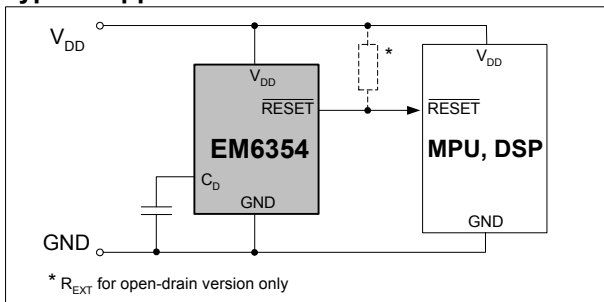 V_DD
V_DD
*
V_DD
RESET
RESET
EM6354
MPU, DSP
C_D
GND
GND
GND
* R_EXT for open-drain version only